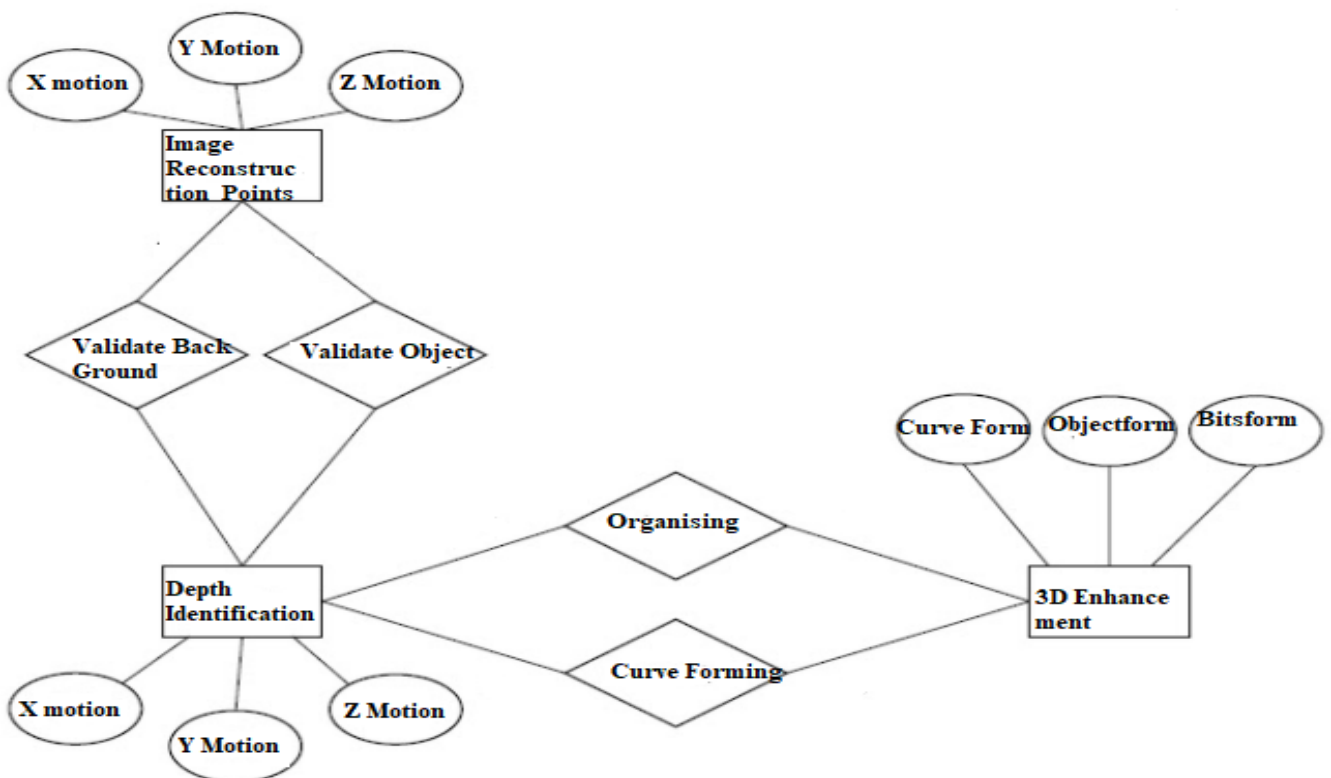 Y Motion
X motion
Z Motion
Image
Reconstruc
tion Points
Validate Back
Ground
Validate Object
Curve Form
Objectform
Bitsform
Organising
Depth
Identification
3D Enhance
ment
Curve Forming
X motion
Z Motion
Y Motion